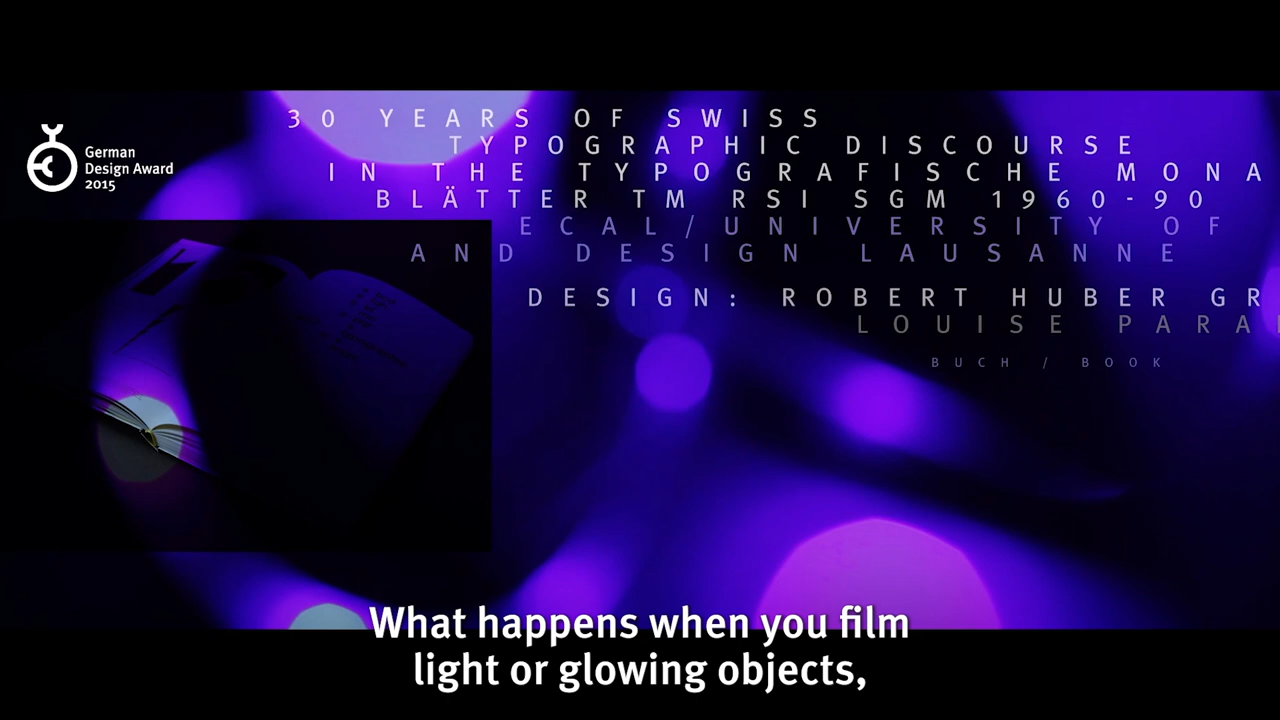 German
Design Award
2015
30 YEARS OF SWISS
TYPOGRAPHIC DISCOURSE
IN THE TYPOGRAFISCHE MONA
BLÄTTER TM RSI SGM 1960-90
ECAL/UNIVERSITY OF
AND DESIGN LAUSANNE
DESIGN: ROBERT HUBER GR
LOUISE PARA
BUCH / BOOK
What happens when you film
light or glowing objects,